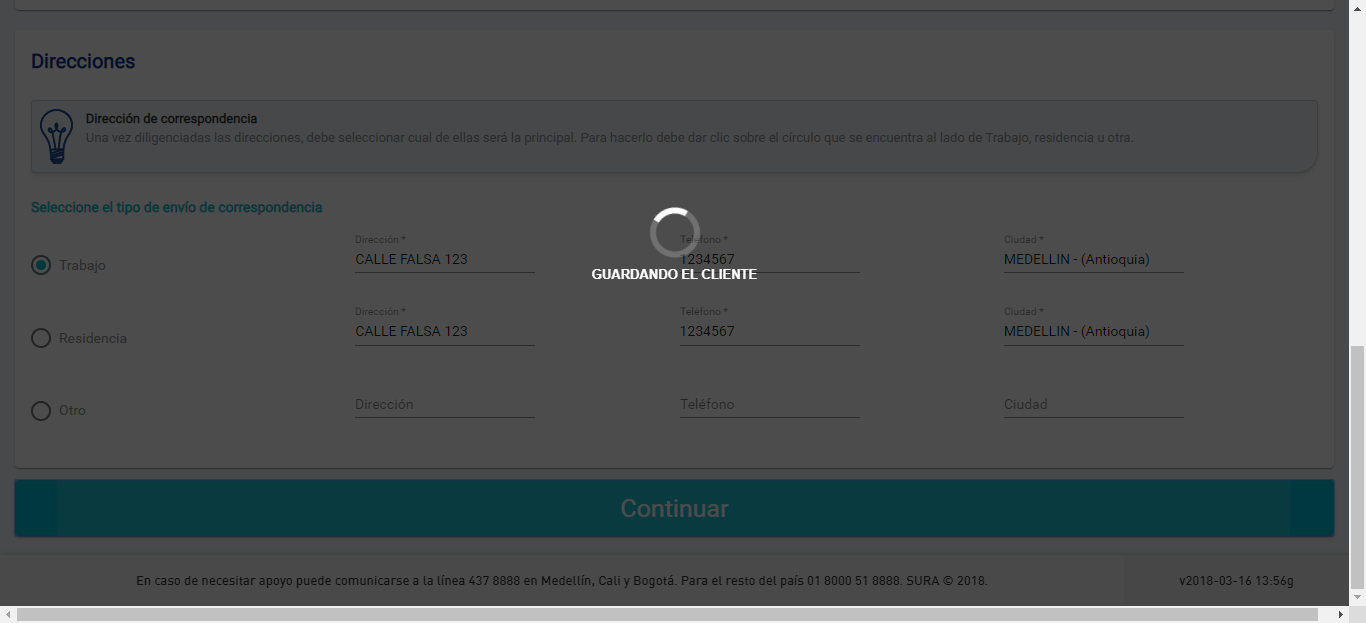 Direcciones
Dirección de correspondencia
Una vez diligenciadas las direcciones, debe seleccionar cual de ellas será la principal. Para hacerlo debe dar clic sobre el círculo que se encuentra al lado de Trabajo, residencia u otra.
Seleccione el tipo de envío de correspondencia
Dirección * Teléfono * Ciudad *
Trabajo CALLE FALSA 123 1234567 MEDELLIN - (Antioquia)
GUARDANDO EL CLIENTE
Dirección * Teléfono * Ciudad *
Residencia CALLE FALSA 123 1234567 MEDELLIN - (Antioquia)
Otro Dirección Teléfono Ciudad
Continuar
En caso de necesitar apoyo puede comunicarse a la línea 437 8888 en Medellín, Cali y Bogotá. Para el resto del país 01 8000 51 8888. SURA © 2018. v2018-03-16 13:56g